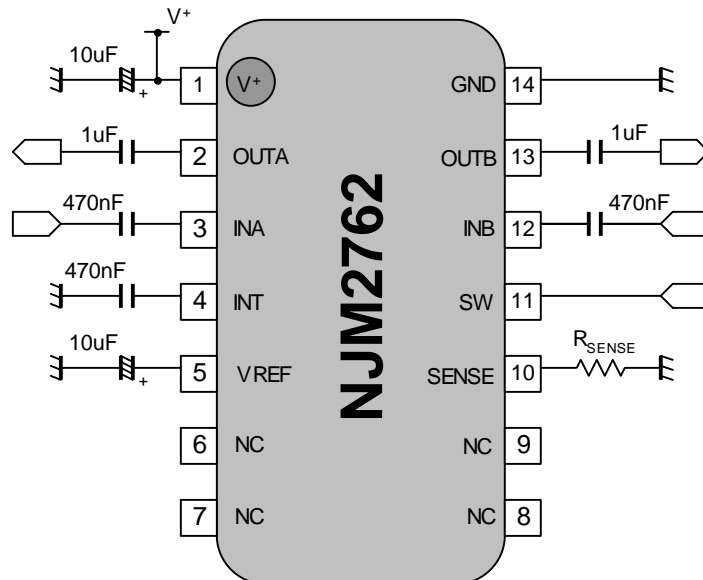 V+
10uF
+
1
V+
GND
14
1uF
2
OUTA
OUTB
13
1uF
470nF
3
INA
INB
12
470nF
470nF
4
INT
SW
11
10uF
+
5
VREF
SENSE
10
RSENSE
6
NC
NC
9
7
NC
NC
8
NJM2762